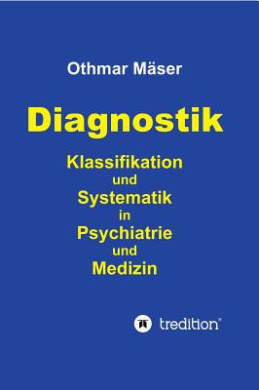 Othmar Mäser
Diagnostik
Klassifikation
und
Systematik
in
Psychiatrie
und
Medizin
tredition®